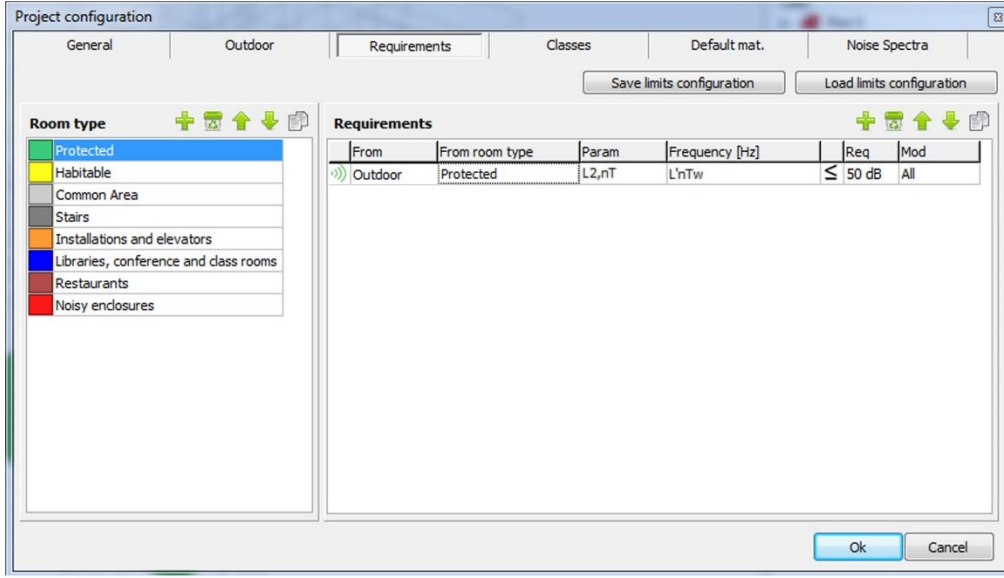 Project configuration
General Outdoor Requirements Classes Default mat. Noise Spectra
Save limits configuration Load limits configuration
Room type
Protected
Habitable
Common Area
Stairs
Installations and elevators
Libraries, conference and class rooms
Restaurants
Noisy enclosures
Requirements
From From room type Param Frequency [Hz] Req Mod
Outdoor Protected L2,nT L'nTw ≤ 50 dB All
Ok Cancel